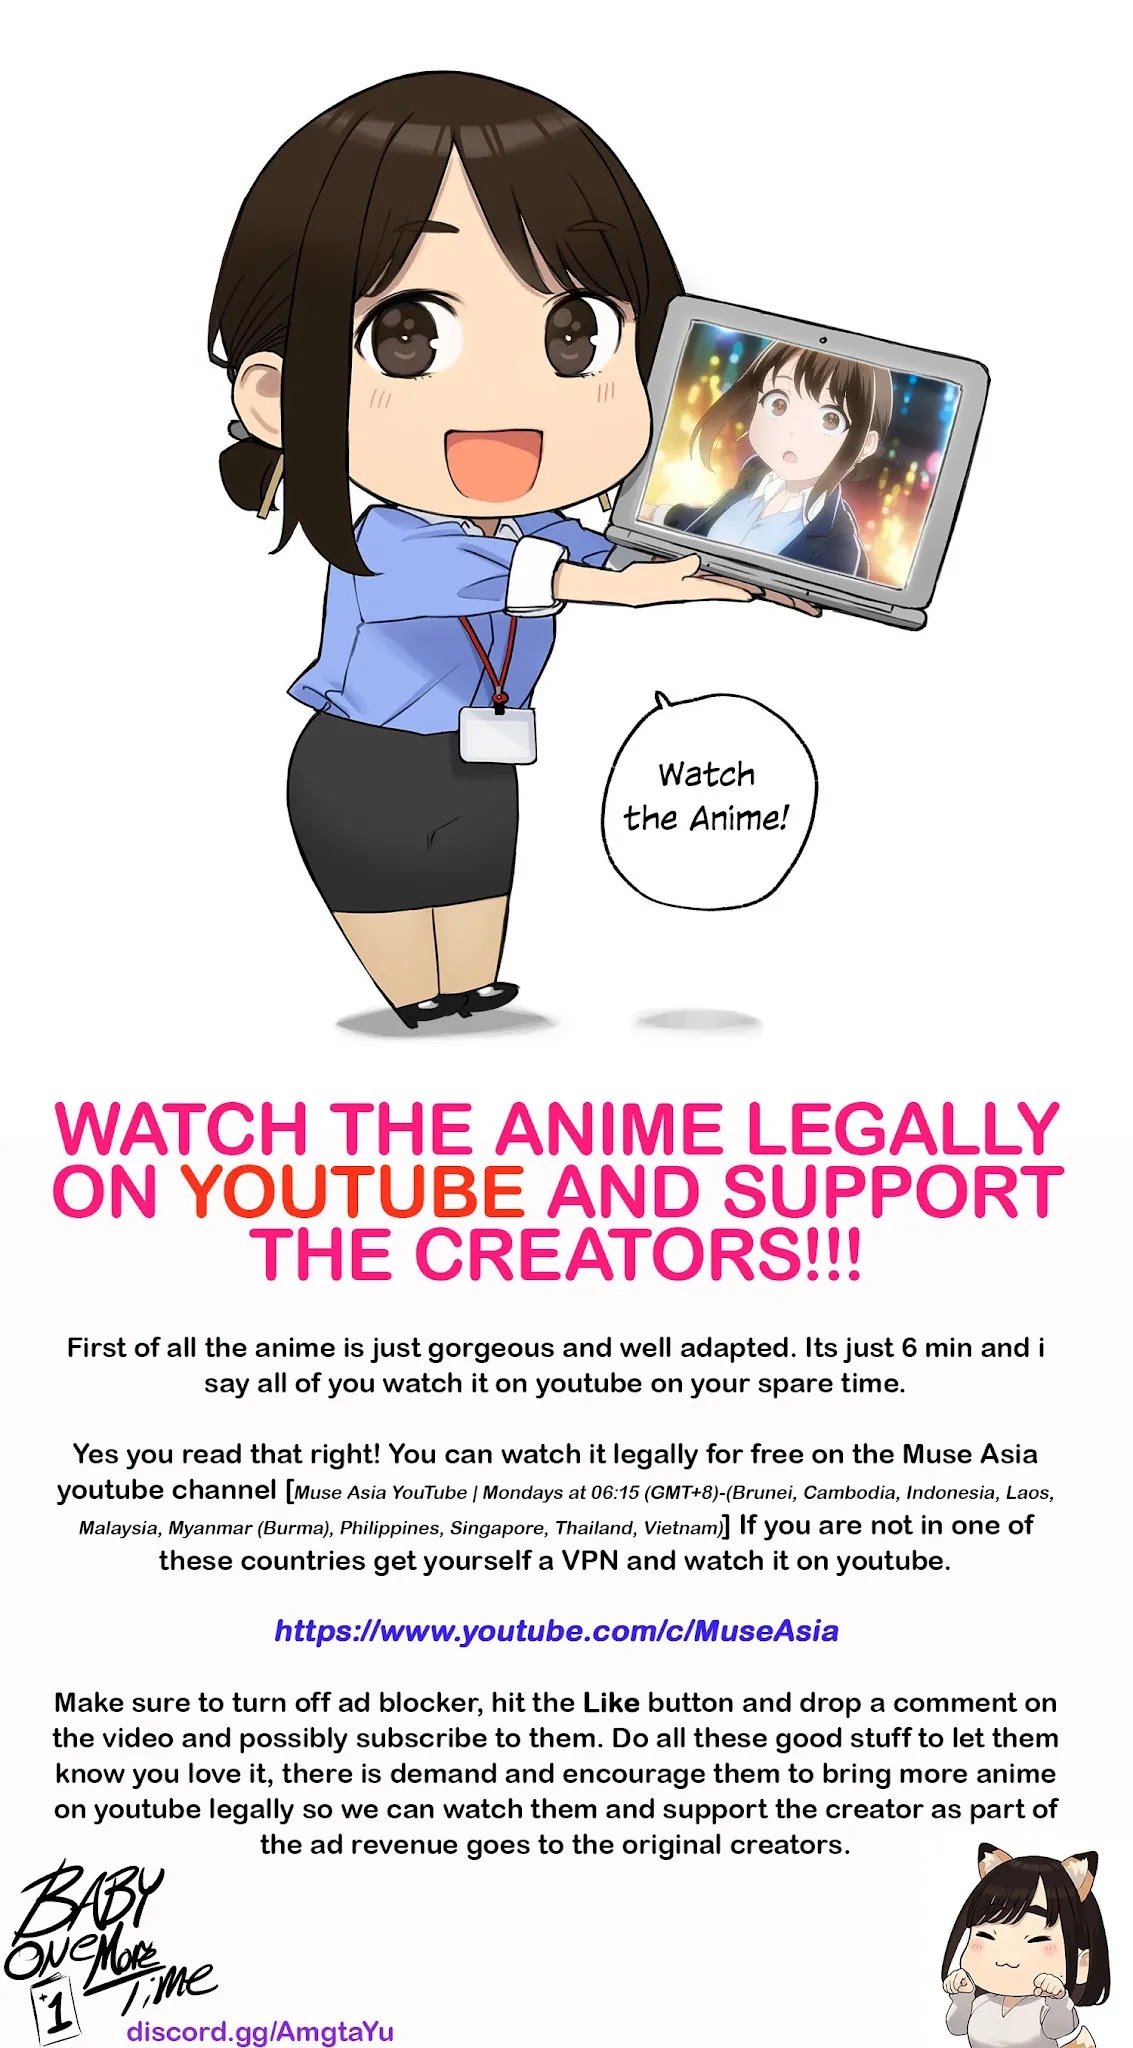 Watch
the Anime!
WATCH THE ANIME LEGALLY
ON YOUTUBE AND SUPPORT
THE CREATORS!!!
First of all the anime is just gorgeous and well adapted. Its just 6 min and i
say all of you watch it on youtube on your spare time.
Yes you read that right! You can watch it legally for free on the Muse Asia
youtube channel [Muse Asia YouTube | Mondays at 06:15 (GMT+8)-(Brunei, Cambodia, Indonesia, Laos,
Malaysia, Myanmar (Burma), Philippines, Singapore, Thailand, Vietnam)] If you are not in one of
these countries get yourself a VPN and watch it on youtube.
https://www.youtube.com/c/MuseAsia
Make sure to turn off ad blocker, hit the Like button and drop a comment on
the video and possibly subscribe to them. Do all these good stuff to let them
know you love it, there is demand and encourage them to bring more anime
on youtube legally so we can watch them and support the creator as part of
the ad revenue goes to the original creators.
BABY
ONE MORE
TIME
+1
discord.gg/AmgtaYu